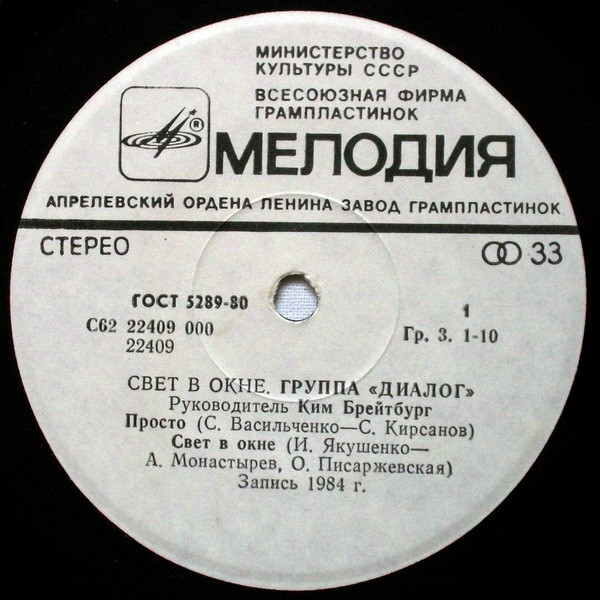 МИНИСТЕРСТВО
КУЛЬТУРЫ СССР
ВСЕСОЮЗНАЯ ФИРМА
ГРАМПЛАСТИНОК
®
МЕЛОДИЯ
АПРЕЛЕВСКИЙ ОРДЕНА ЛЕНИНА ЗАВОД ГРАМПЛАСТИНОК
СТЕРЕО
33
ГОСТ 5289-80
1
С62 22409 000
Гр. 3. 1-10
22409
СВЕТ В ОКНЕ. ГРУППА «ДИАЛОГ»
Руководитель Ким Брейтбург
Просто (С. Васильченко—С. Кирсанов)
Свет в окне (И. Якушенко—
А. Монастырев, О. Писаржевская)
Запись 1984 г.